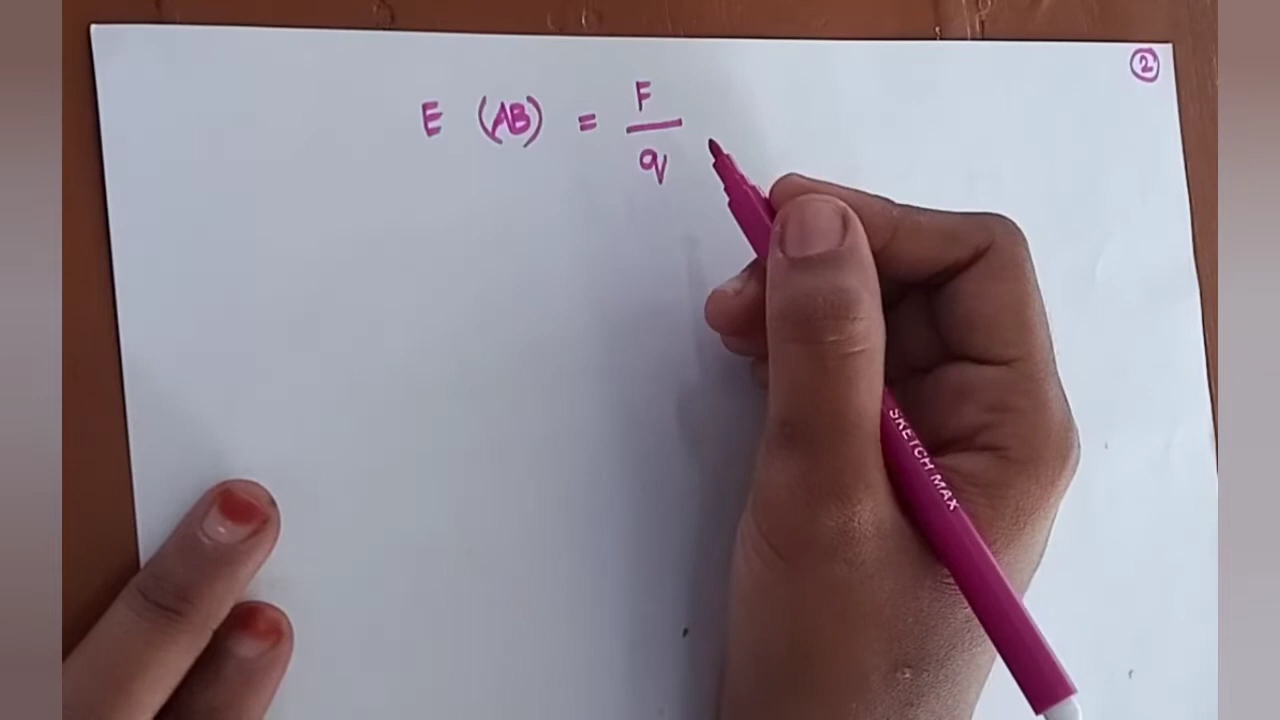 2
E (AB) = F/q
SKETCH MAX